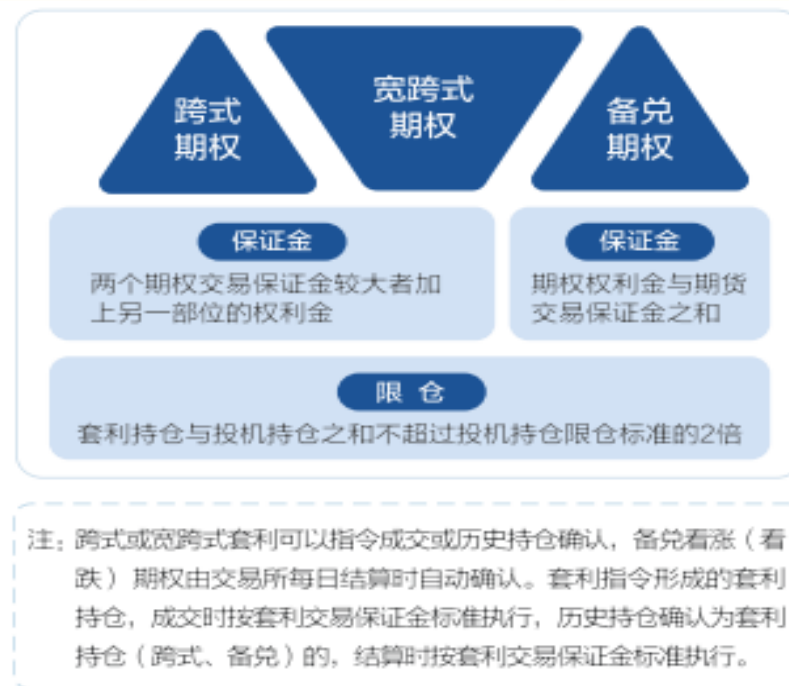 跨式
期权
宽跨式
期权
备兑
期权
保证金
两个期权交易保证金较大者加
上另一部位的权利金
保证金
期权权利金与期货
交易保证金之和
限 仓
套利持仓与投机持仓之和不超过投机持仓限仓标准的2倍
注：跨式或宽跨式套利可以指令成交或历史持仓确认，备兑看涨（看
跌）期权由交易所每日结算时自动确认。套利指令形成的套利
持仓，成交时按套利交易保证金标准执行，历史持仓确认为套利
持仓（跨式、备兑）的，结算时按套利交易保证金标准执行。